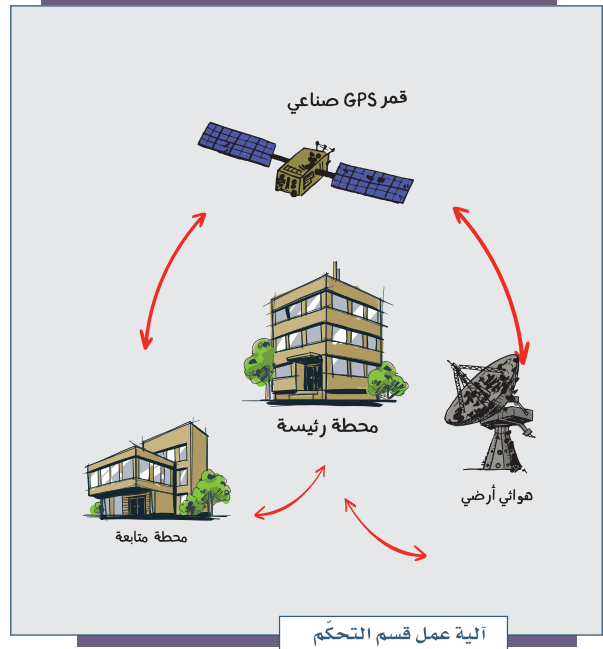 قمر GPS صناعي
محطة رئيسة
هوائي أرضي
محطة متابعة
آلية عمل قسم التحكّم